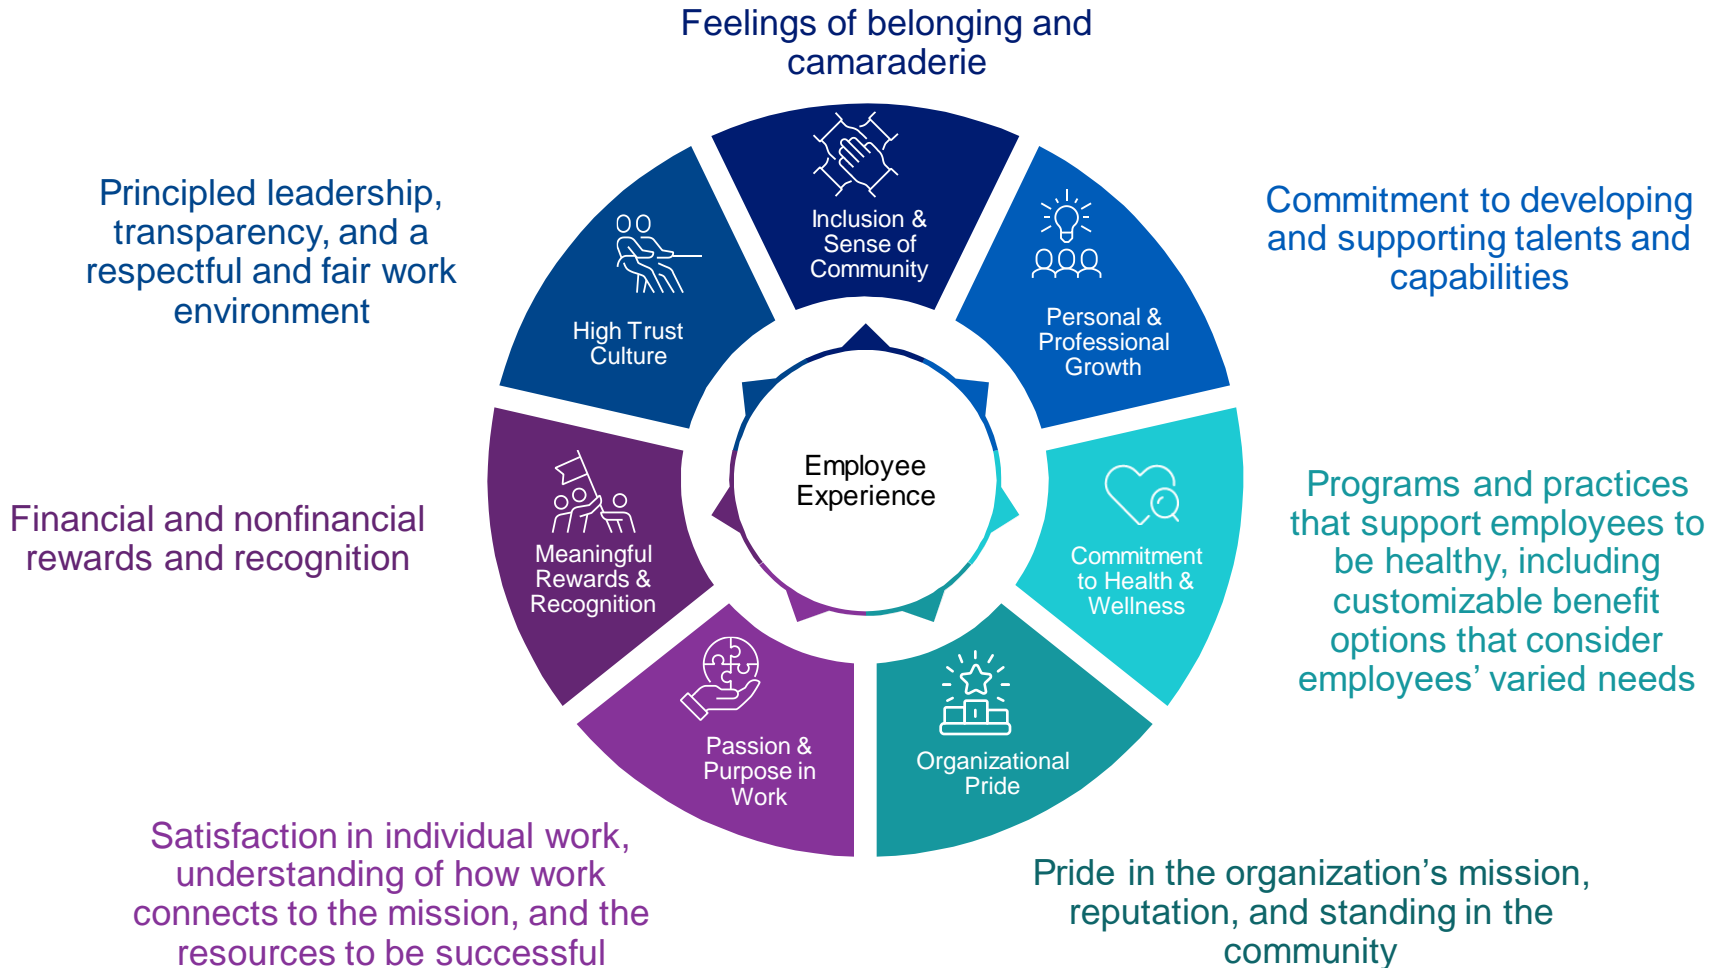 Feelings of belonging and
camaraderie
Inclusion &
Sense of
Community
Commitment to developing
and supporting talents and
capabilities
Personal &
Professional
Growth
Programs and practices
that support employees to
be healthy, including
customizable benefit
options that consider
employees’ varied needs
Commitment
to Health &
Wellness
Pride in the organization’s mission,
reputation, and standing in the
community
Organizational
Pride
Satisfaction in individual work,
understanding of how work
connects to the mission, and the
resources to be successful
Passion &
Purpose in
Work
Financial and nonfinancial
rewards and recognition
Meaningful
Rewards &
Recognition
Principled leadership,
transparency, and a
respectful and fair work
environment
High Trust
Culture
Employee
Experience